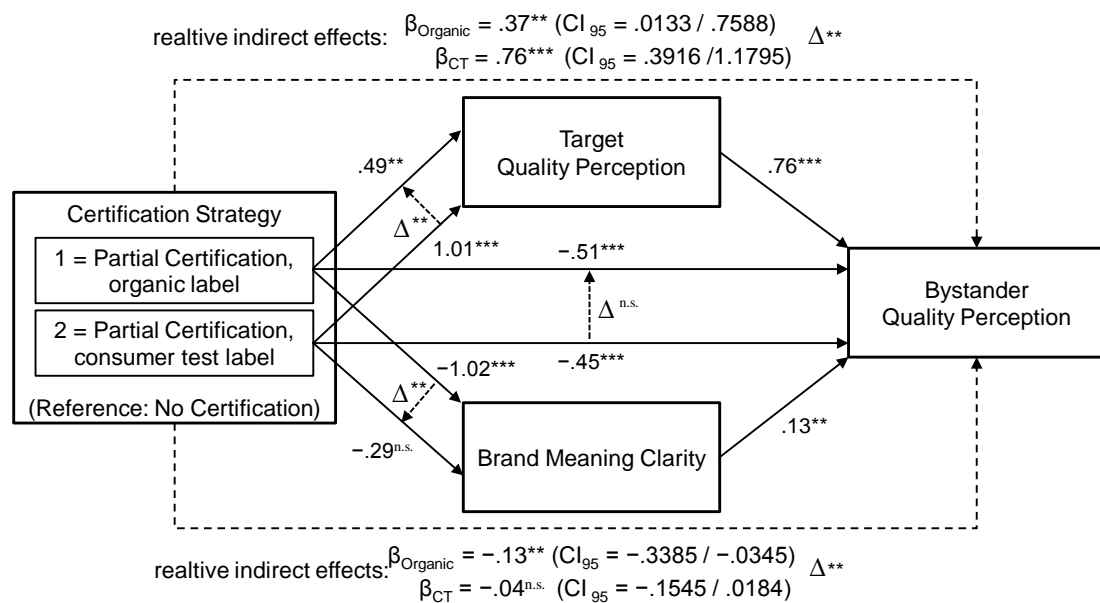 realtive indirect effects: βOrganic = .37** (CI 95 = .0133 / .7588) Δ**
βCT = .76*** (CI 95 = .3916 /1.1795)
Target
Quality Perception
.49**
.76***
Certification Strategy
Δ**
1 = Partial Certification,
organic label
1.01***
−.51***
Bystander
Quality Perception
Δn.s.
2 = Partial Certification,
consumer test label
−1.02***
−.45***
(Reference: No Certification)
Δ**
−.29n.s.
Brand Meaning Clarity
.13**
realtive indirect effects: βOrganic = −.13** (CI95 = −.3385 / −.0345) Δ**
βCT = −.04n.s. (CI 95 = −.1545 / .0184)